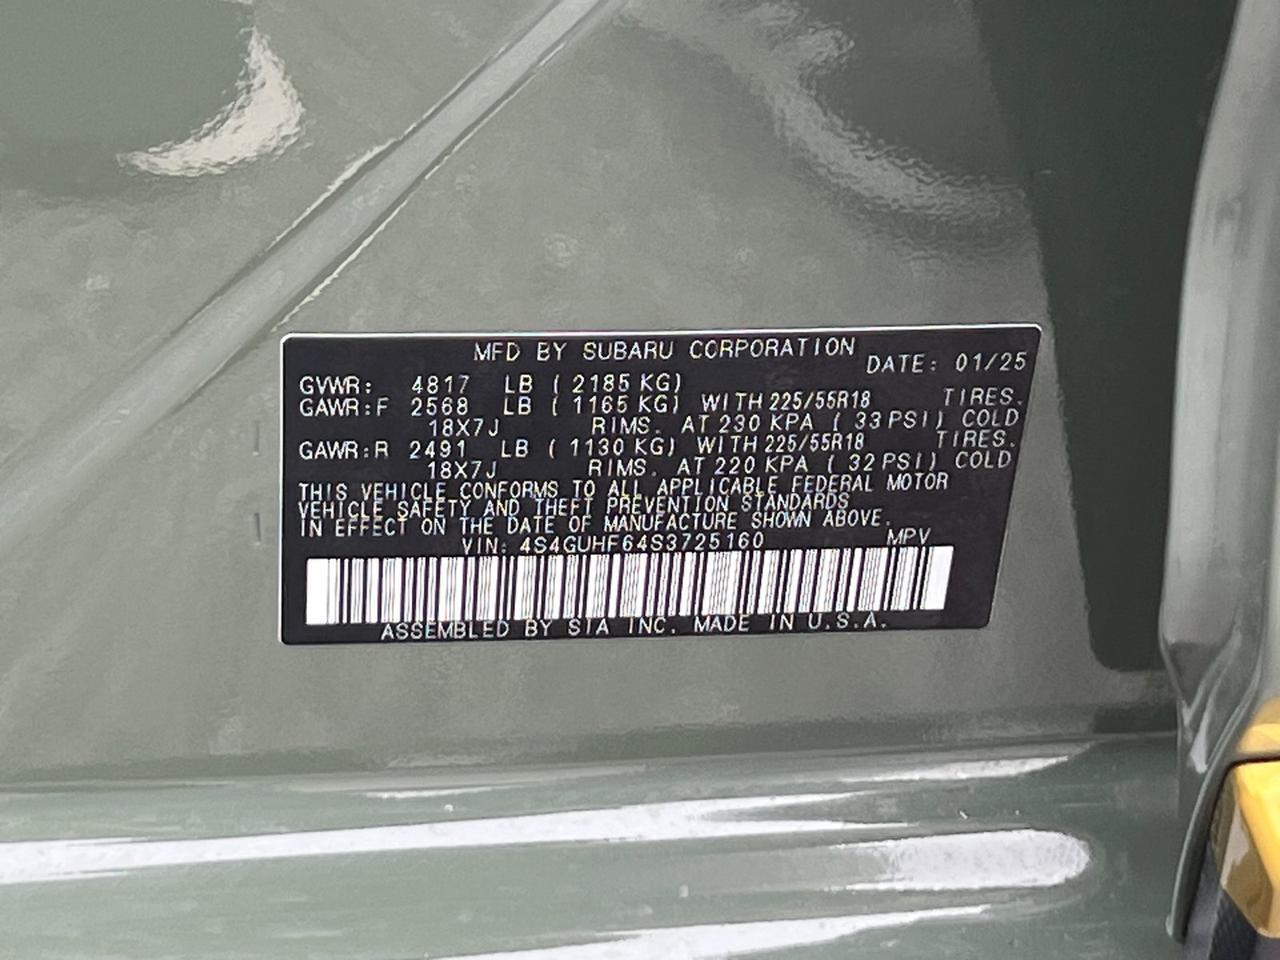 MFD BY SUBARU CORPORATION
DATE: 01/25
GVWR: 4817 LB ( 2185 KG)
GAWR:F 2568 LB ( 1165 KG) WITH 225/55R18 TIRES.
18X7J RIMS. AT 230 KPA ( 33 PSI) COLD
GAWR:R 2491 LB ( 1130 KG) WITH 225/55R18 TIRES.
18X7J RIMS. AT 220 KPA ( 32 PSI) COLD
THIS VEHICLE CONFORMS TO ALL APPLICABLE FEDERAL MOTOR
VEHICLE SAFETY AND THEFT PREVENTION STANDARDS
IN EFFECT ON THE DATE OF MANUFACTURE SHOWN ABOVE.
VIN: 4S4GUHF64S3725160 MPV
ASSEMBLED BY SIA INC. MADE IN U.S.A.